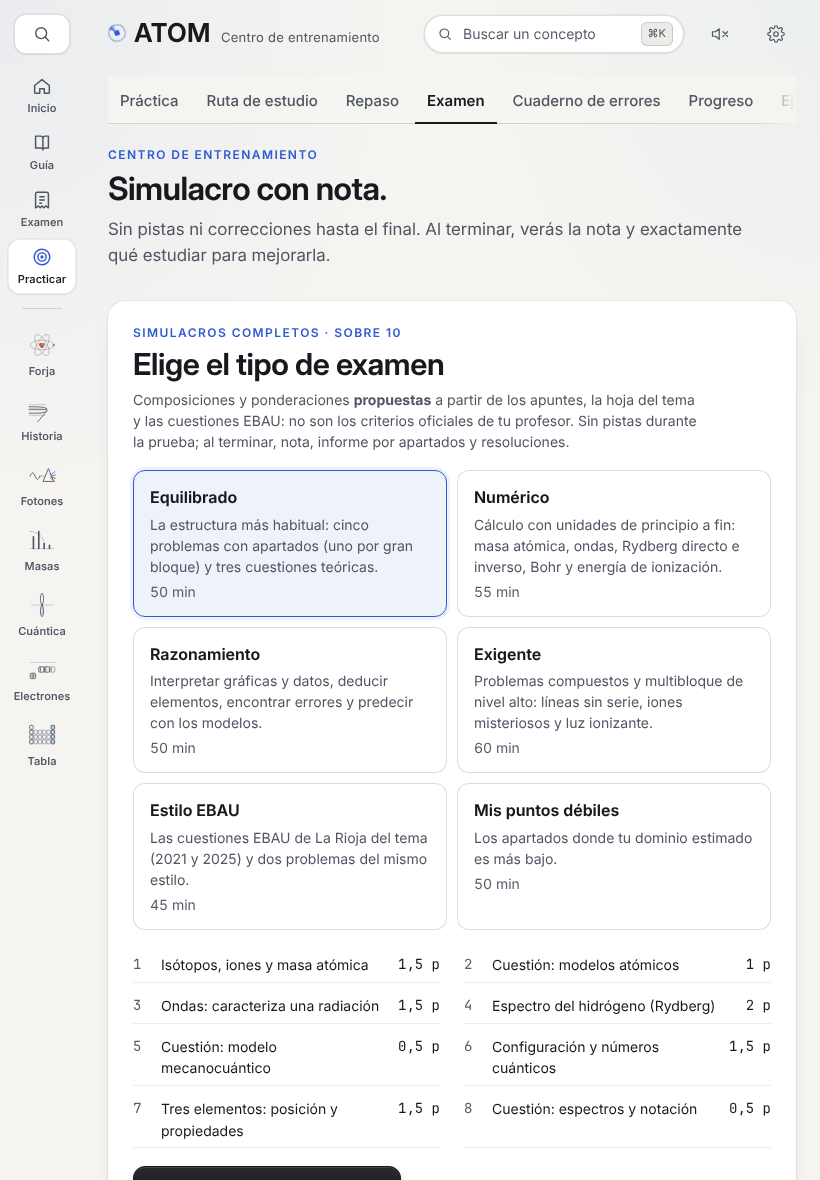 ATOM Centro de entrenamiento
Buscar un concepto
⌘K
Inicio
Guía
Examen
Practicar
Forja
Historia
Fotones
Masas
Cuántica
Electrones
Tabla
Práctica
Ruta de estudio
Repaso
Examen
Cuaderno de errores
Progreso
CENTRO DE ENTRENAMIENTO
Simulacro con nota.
Sin pistas ni correcciones hasta el final. Al terminar, verás la nota y exactamente
qué estudiar para mejorarla.
SIMULACROS COMPLETOS · SOBRE 10
Elige el tipo de examen
Composiciones y ponderaciones propuestas a partir de los apuntes, la hoja del tema
y las cuestiones EBAU: no son los criterios oficiales de tu profesor. Sin pistas durante
la prueba; al terminar, nota, informe por apartados y resoluciones.
Equilibrado
La estructura más habitual: cinco
problemas con apartados (uno por gran
bloque) y tres cuestiones teóricas.
50 min
Numérico
Cálculo con unidades de principio a fin:
masa atómica, ondas, Rydberg directo e
inverso, Bohr y energía de ionización.
55 min
Razonamiento
Interpretar gráficas y datos, deducir
elementos, encontrar errores y predecir
con los modelos.
50 min
Exigente
Problemas compuestos y multibloque de
nivel alto: líneas sin serie, iones
misteriosos y luz ionizante.
60 min
Estilo EBAU
Las cuestiones EBAU de La Rioja del tema
(2021 y 2025) y dos problemas del mismo
estilo.
45 min
Mis puntos débiles
Los apartados donde tu dominio estimado
es más bajo.
50 min
1 Isótopos, iones y masa atómica 1,5 p
2 Cuestión: modelos atómicos 1 p
3 Ondas: caracteriza una radiación 1,5 p
4 Espectro del hidrógeno (Rydberg) 2 p
5 Cuestión: modelo
mecanocuántico 0,5 p
6 Configuración y números
cuánticos 1,5 p
7 Tres elementos: posición y
propiedades 1,5 p
8 Cuestión: espectros y notación 0,5 p